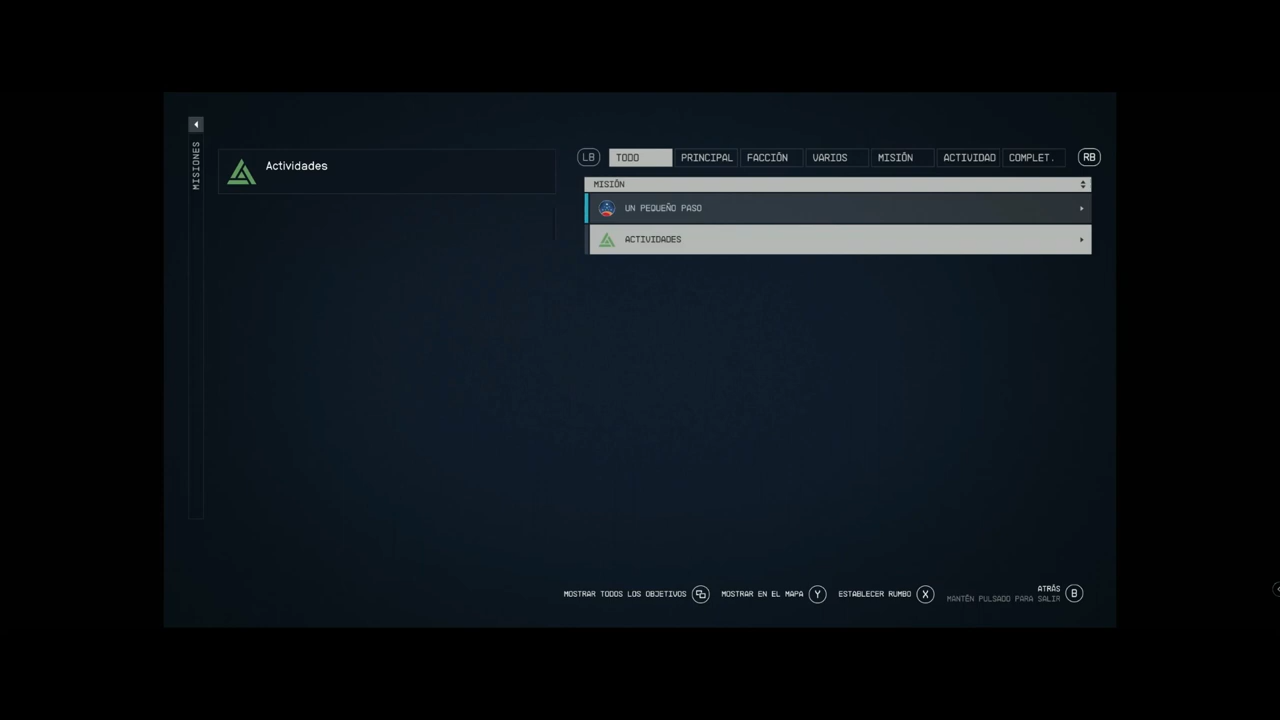 MISIONES
Actividades
LB TODO PRINCIPAL FACCIÓN VARIOS MISIÓN ACTIVIDAD COMPLET. RB
MISIÓN
UN PEQUEÑO PASO
ACTIVIDADES
MOSTRAR TODOS LOS OBJETIVOS MOSTRAR EN EL MAPA Y ESTABLECER RUMBO X ATRÁS B
MANTÉN PULSADO PARA SALIR